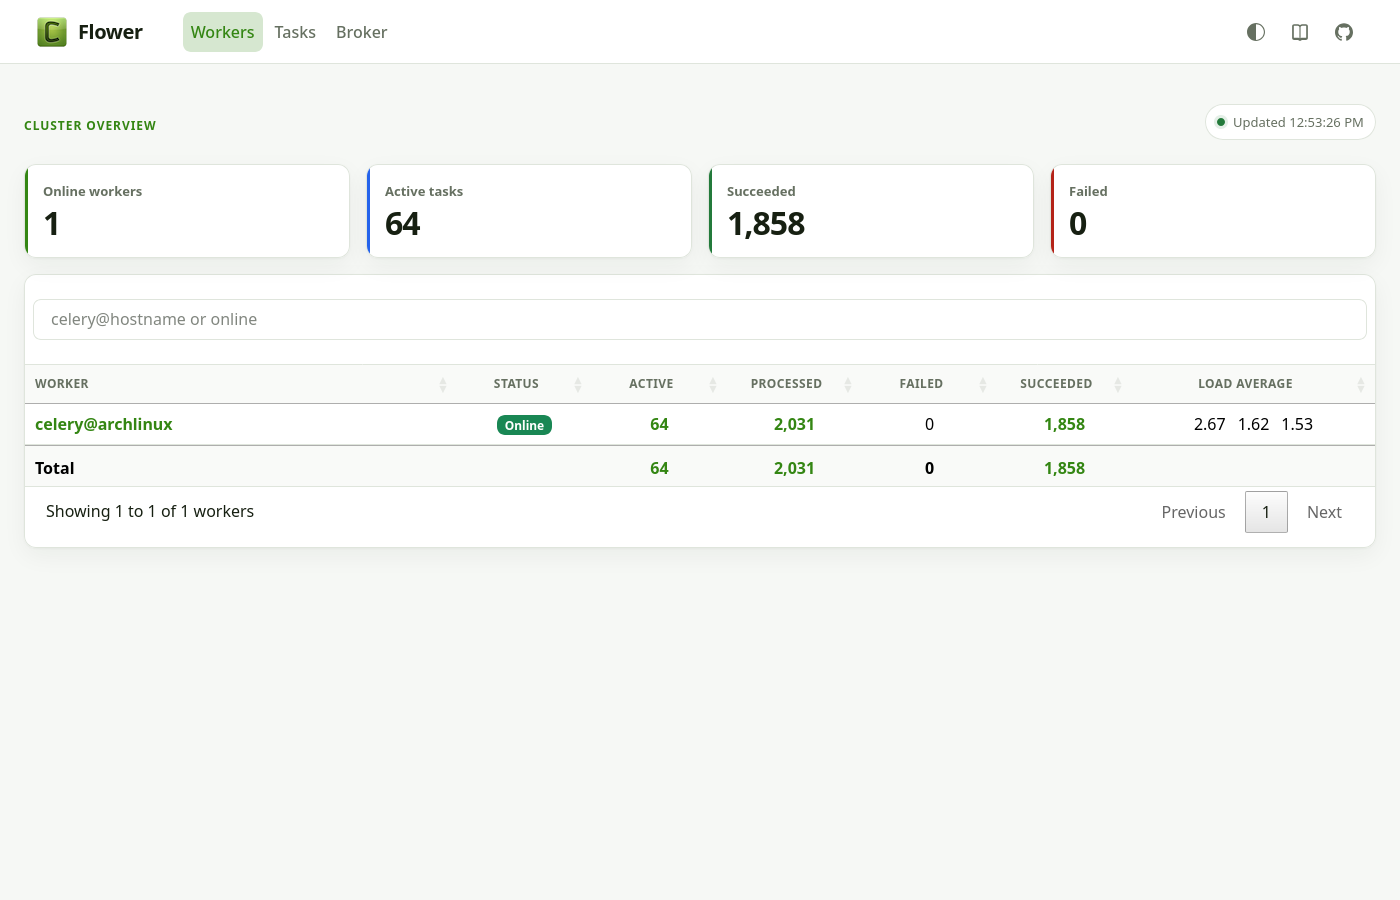 Flower
Workers Tasks Broker
CLUSTER OVERVIEW
Updated 12:53:26 PM
Online workers
1
Active tasks
64
Succeeded
1,858
Failed
0
celery@hostname or online
WORKER STATUS ACTIVE PROCESSED FAILED SUCCEEDED LOAD AVERAGE
celery@archlinux Online 64 2,031 0 1,858 2.67 1.62 1.53
Total 64 2,031 0 1,858
Showing 1 to 1 of 1 workers
Previous 1 Next